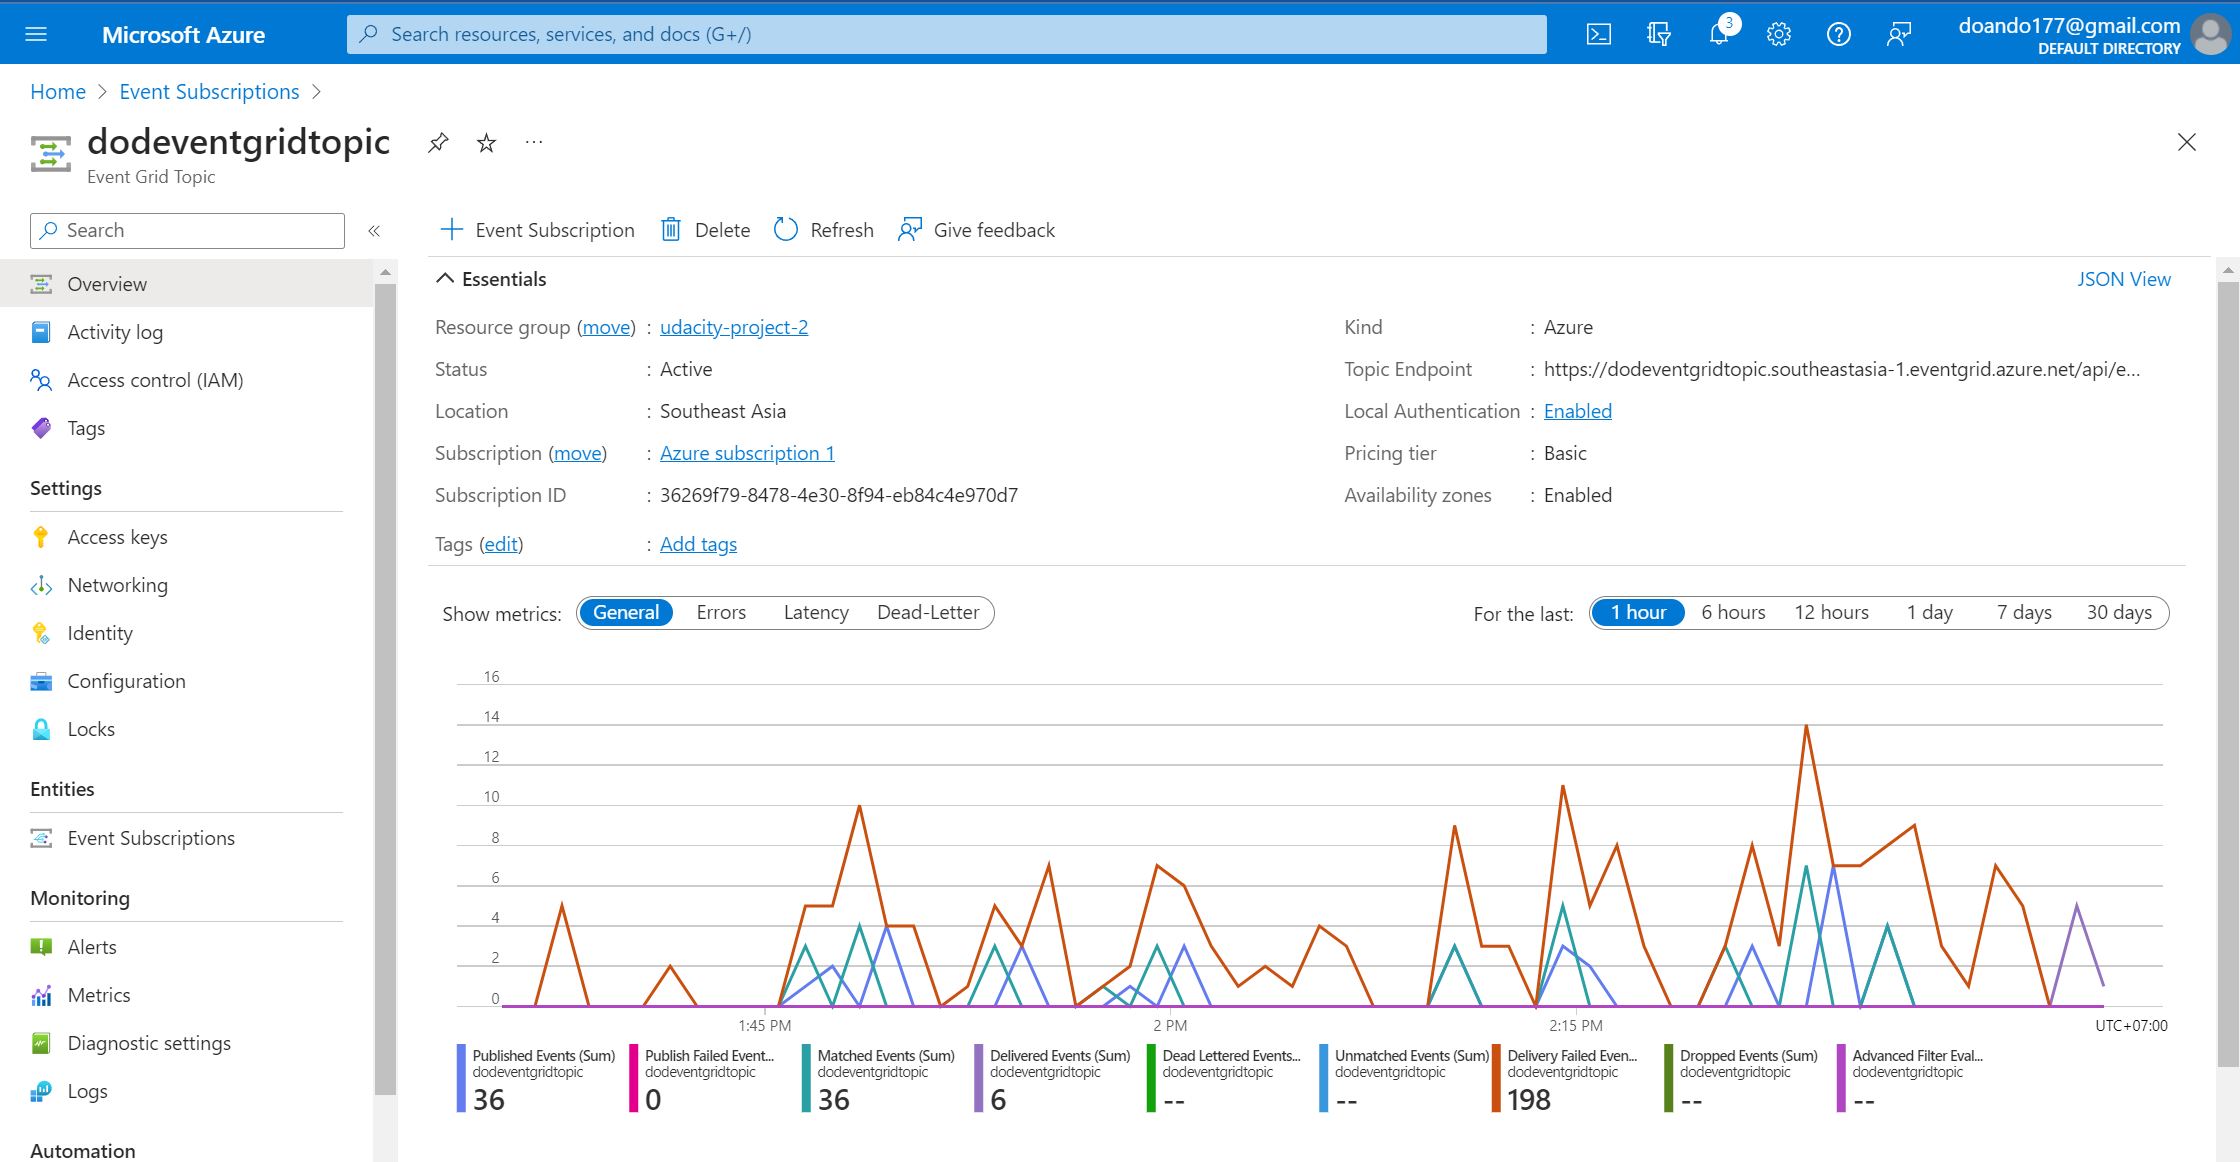 Microsoft Azure
Search resources, services, and docs (G+/)
3
doando177@gmail.com
DEFAULT DIRECTORY
Home > Event Subscriptions >
dodeventgridtopic
Event Grid Topic
Search
«
Overview
Activity log
Access control (IAM)
Tags
Settings
Access keys
Networking
Identity
Configuration
Locks
Entities
Event Subscriptions
Monitoring
Alerts
Metrics
Diagnostic settings
Logs
Automation
Event Subscription Delete Refresh Give feedback
Essentials
JSON View
Resource group (move) : udacity-project-2
Status : Active
Location : Southeast Asia
Subscription (move) : Azure subscription 1
Subscription ID : 36269f79-8478-4e30-8f94-eb84c4e970d7
Tags (edit) : Add tags
Kind : Azure
Topic Endpoint : https://dodeventgridtopic.southeastasia-1.eventgrid.azure.net/api/e...
Local Authentication : Enabled
Pricing tier : Basic
Availability zones : Enabled
Show metrics: General Errors Latency Dead-Letter
For the last: 1 hour 6 hours 12 hours 1 day 7 days 30 days
16
14
12
10
8
6
4
2
0
1:45 PM 2 PM 2:15 PM UTC+07:00
Published Events (Sum)
dodeventgridtopic
36
Publish Failed Event...
dodeventgridtopic
0
Matched Events (Sum)
dodeventgridtopic
36
Delivered Events (Sum)
dodeventgridtopic
6
Dead Lettered Events...
dodeventgridtopic
--
Unmatched Events (Sum)
dodeventgridtopic
--
Delivery Failed Even...
dodeventgridtopic
198
Dropped Events (Sum)
dodeventgridtopic
--
Advanced Filter Eval...
dodeventgridtopic
--